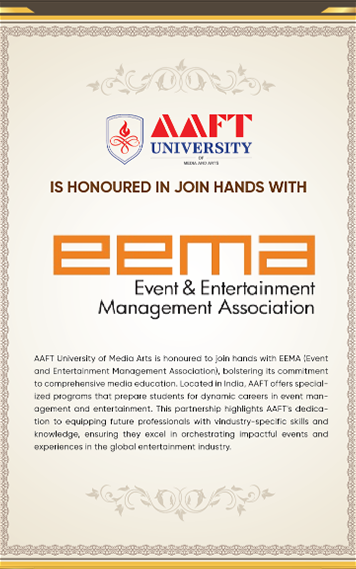 AAFT
UNIVERSITY
OF
MEDIA AND ARTS
IS HONOURED IN JOIN HANDS WITH
eema
Event & Entertainment
Management Association
AAFT University of Media Arts is honoured to join hands with EEMA (Event
and Entertainment Management Association), bolstering its commitment
to comprehensive media education. Located in India, AAFT offers special-
ized programs that prepare students for dynamic careers in event man-
agement and entertainment. This partnership highlights AAFT's dedica-
tion to equipping future professionals with vindustry-specific skills and
knowledge, ensuring they excel in orchestrating impactful events and
experiences in the global entertainment industry.